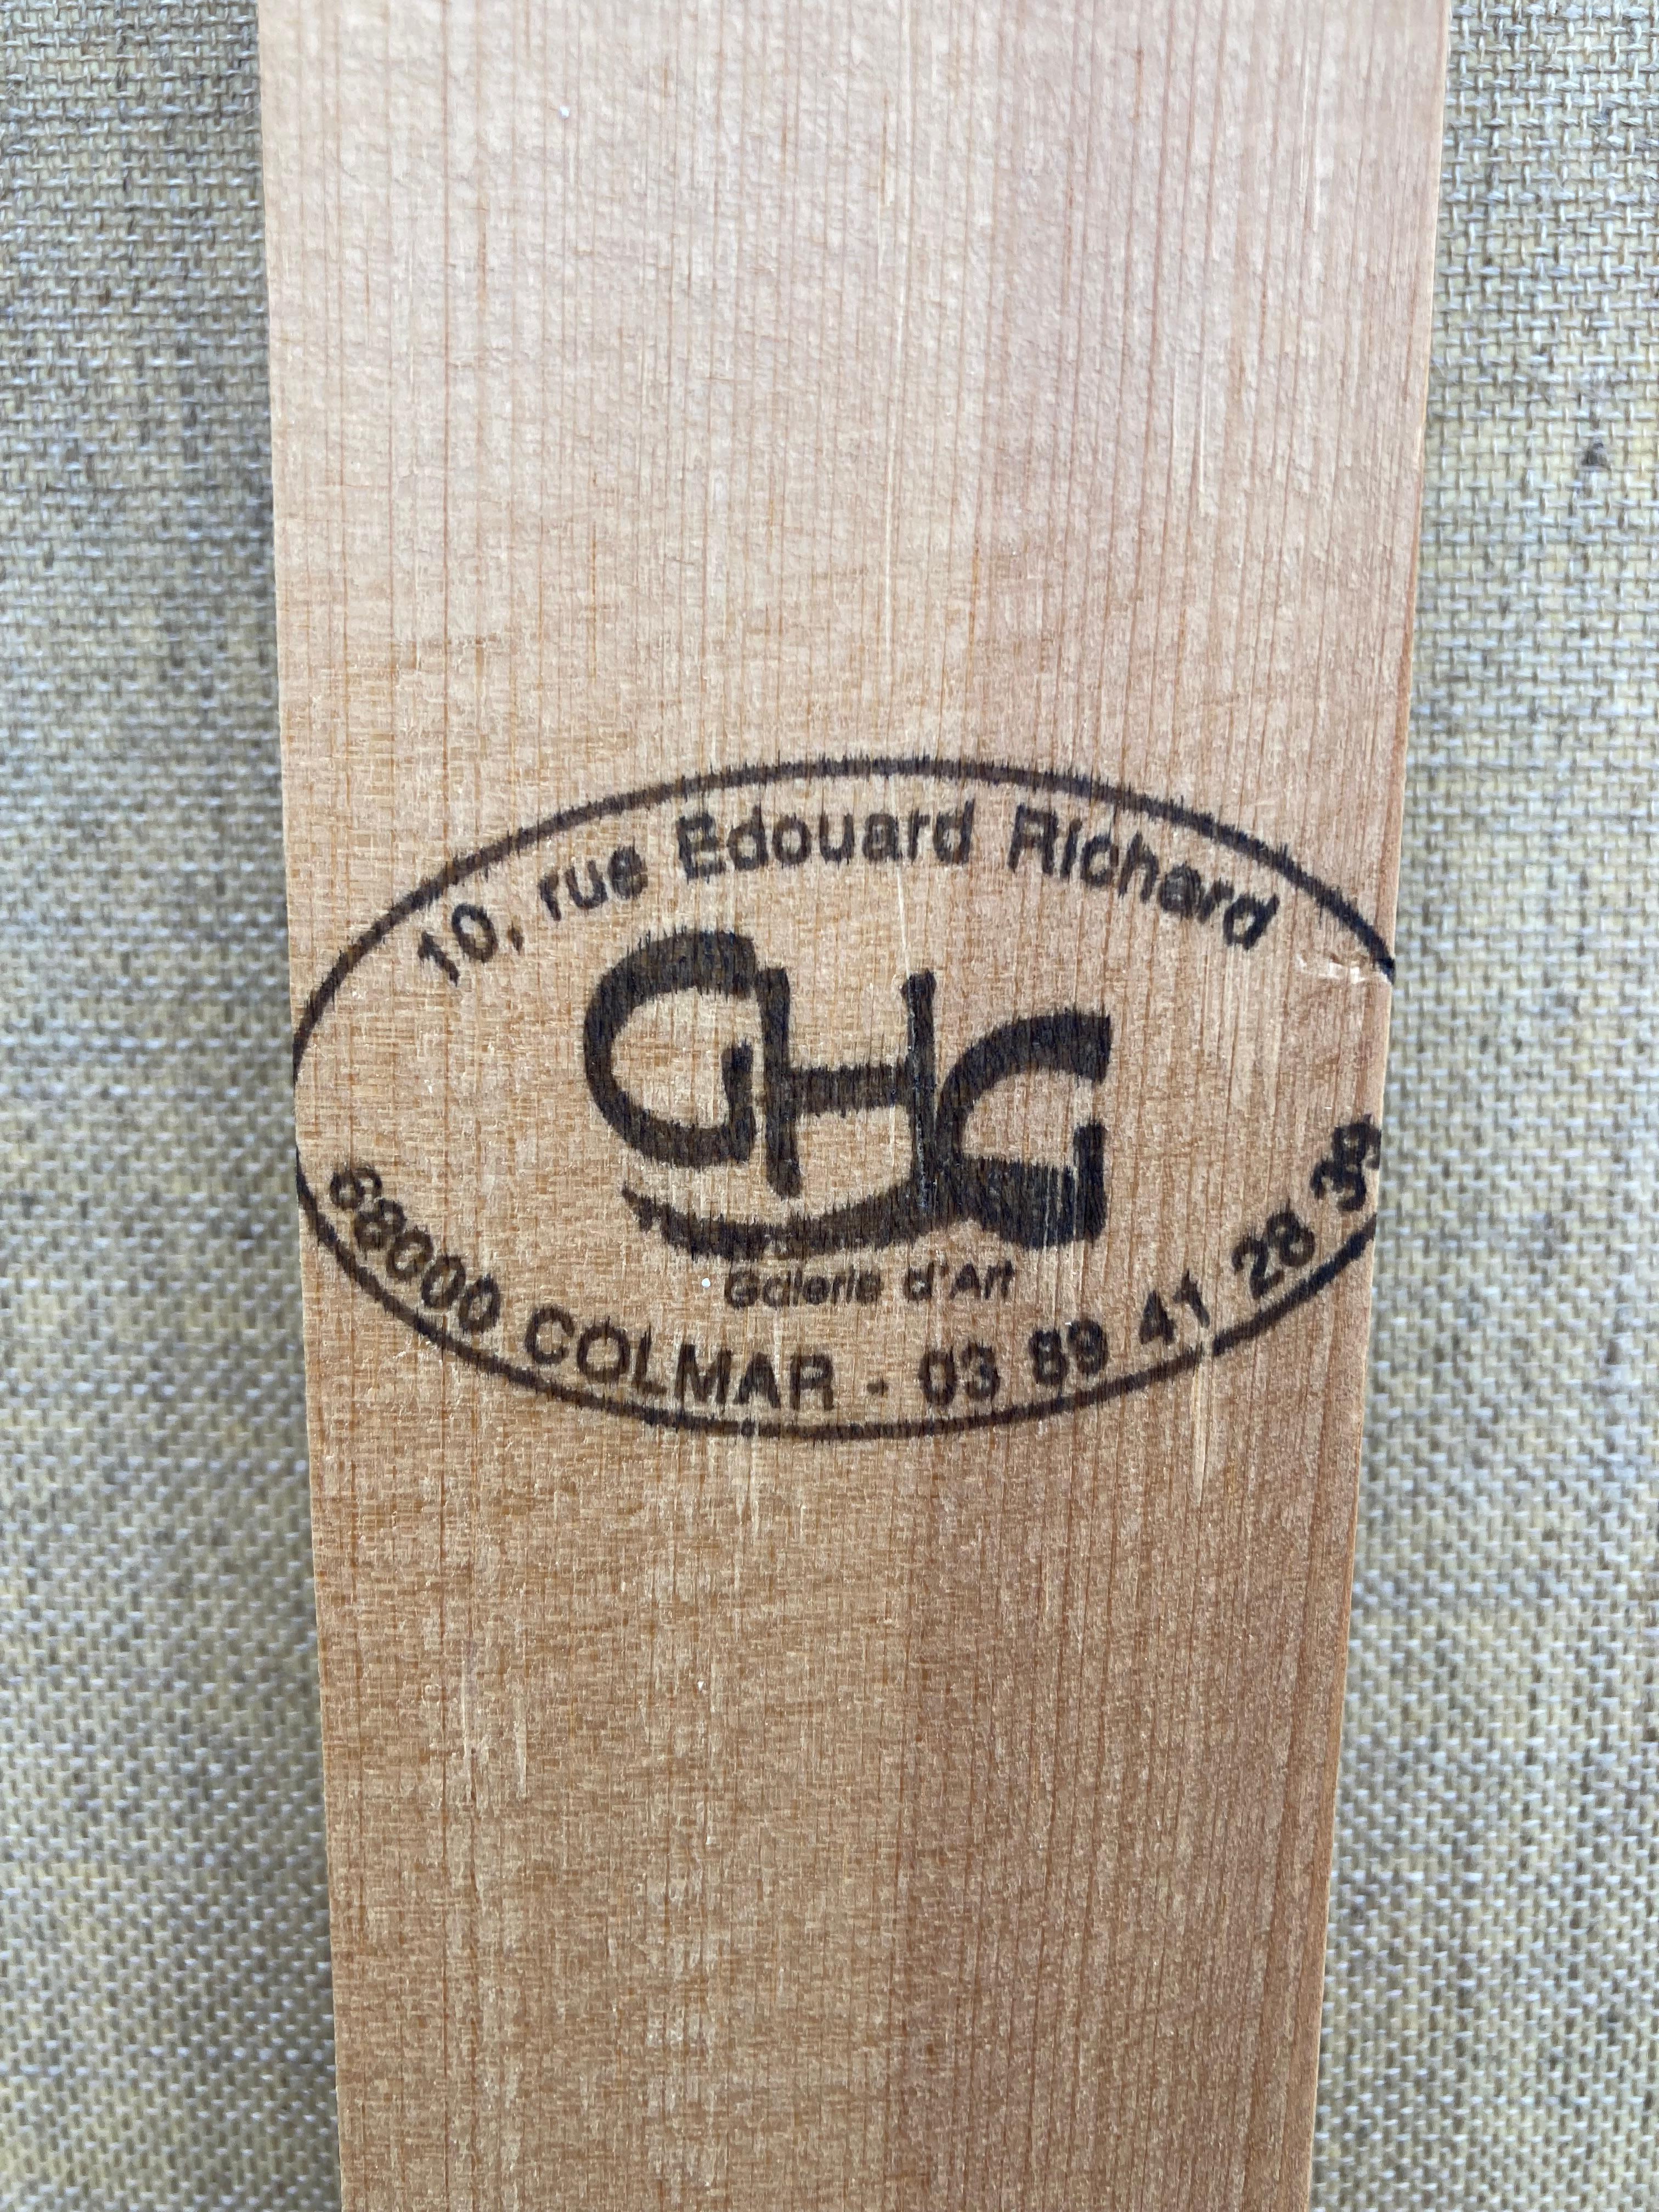 10, rue Edouard Richard
GHG
Galerie d'Art
68000 COLMAR - 03 89 41 28 39